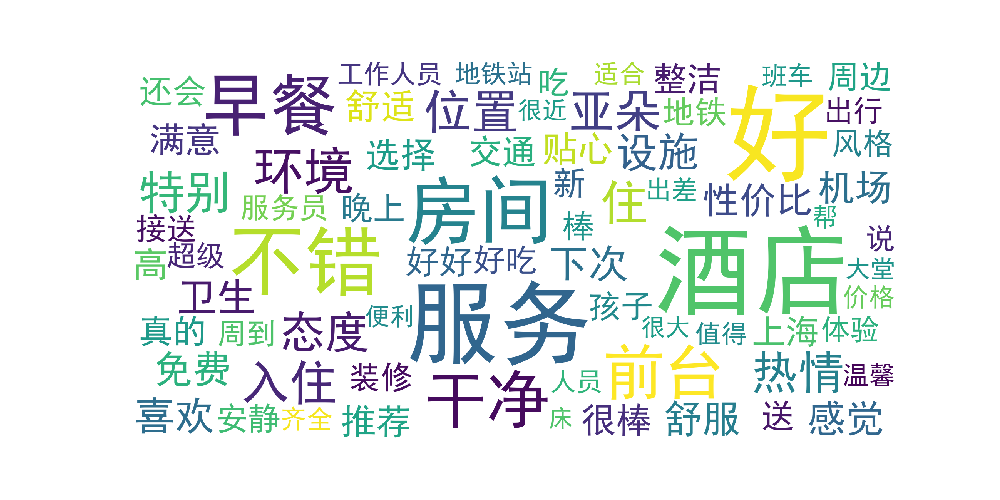 还会 早餐 工作人员 地铁站 吃 适合 整洁 班车 周边
舒适 位置 很近 亚朵 地铁 好 出行
满意 环境 选择 交通 贴心 设施 风格
特别 服务员 晚上 房间 新 住 出差 性价比 机场
接送 不错 棒 帮 说
高 超级 好好 好吃 下次 酒店 大堂
卫生 服务 孩子 价格
真的 周到 态度 便利 很大 值得 上海 体验
免费 入住 装修 干净 人员 前台 热情 温馨
喜欢 安静 齐全 推荐 床 很棒 舒服 送 感觉